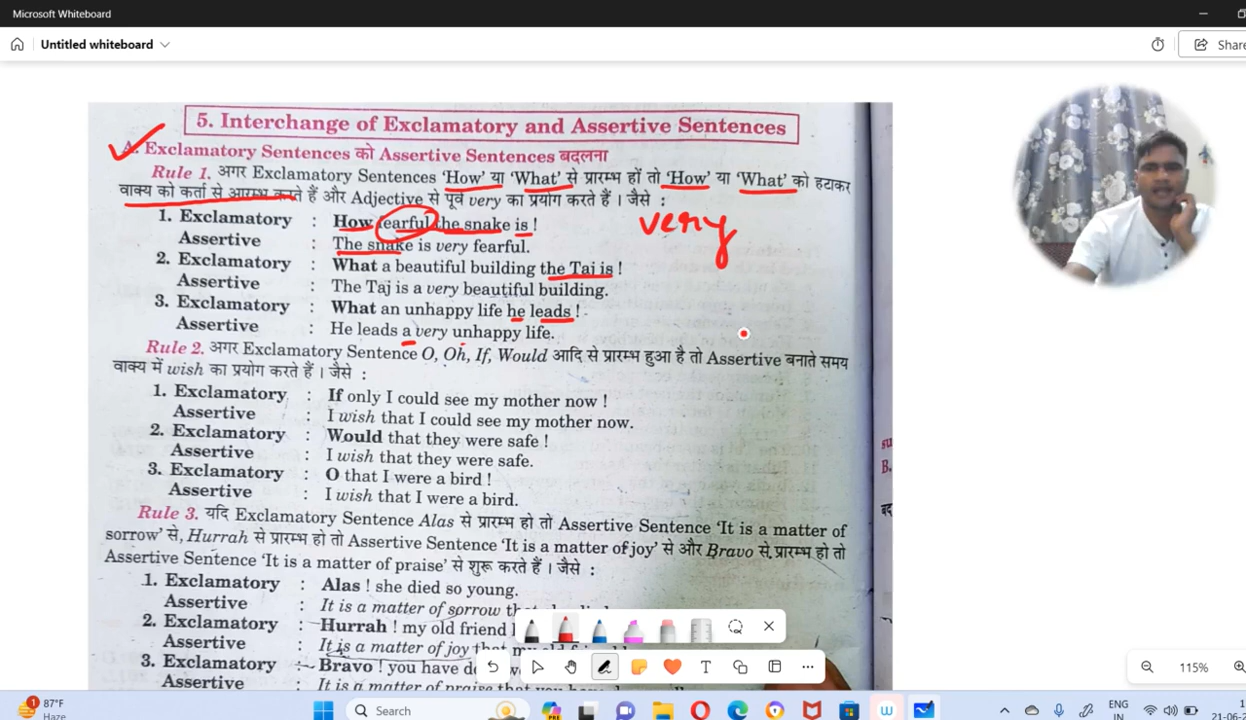 Microsoft Whiteboard
Untitled whiteboard
Share
5. Interchange of Exclamatory and Assertive Sentences
A. Exclamatory Sentences को Assertive Sentences बदलना
Rule 1. अगर Exclamatory Sentences ‘How’ या ‘What’ से प्रारम्भ हों तो ‘How’ या ‘What’ को हटाकर
वाक्य को कर्ता से आरम्भ करते हैं और Adjective से पूर्व very का प्रयोग करते हैं । जैसे :
1. Exclamatory : How fearful the snake is !
very
Assertive : The snake is very fearful.
2. Exclamatory : What a beautiful building the Taj is !
Assertive : The Taj is a very beautiful building.
3. Exclamatory : What an unhappy life he leads !
Assertive : He leads a very unhappy life.
Rule 2. अगर Exclamatory Sentence O, Oh, If, Would आदि से प्रारम्भ हुआ है तो Assertive बनाते समय
वाक्य में wish का प्रयोग करते हैं । जैसे :
1. Exclamatory : If only I could see my mother now !
Assertive : I wish that I could see my mother now.
2. Exclamatory : Would that they were safe !
Assertive : I wish that they were safe.
3. Exclamatory : O that I were a bird !
Assertive : I wish that I were a bird.
Rule 3. यदि Exclamatory Sentence Alas से प्रारम्भ हो तो Assertive Sentence ‘It is a matter of
sorrow’ से, Hurrah से प्रारम्भ हो तो Assertive Sentence ‘It is a matter of joy’ से और Bravo से प्रारम्भ हो तो
Assertive Sentence ‘It is a matter of praise’ से शुरू करते हैं । जैसे :
1. Exclamatory : Alas ! she died so young.
Assertive : It is a matter of sorrow
2. Exclamatory : Hurrah ! my old friend
Assertive : It is a matter of joy
3. Exclamatory : Bravo ! you have
Assertive : It is a matter of praise
B.
115%
87°F
Haze
Search
ENG
IN